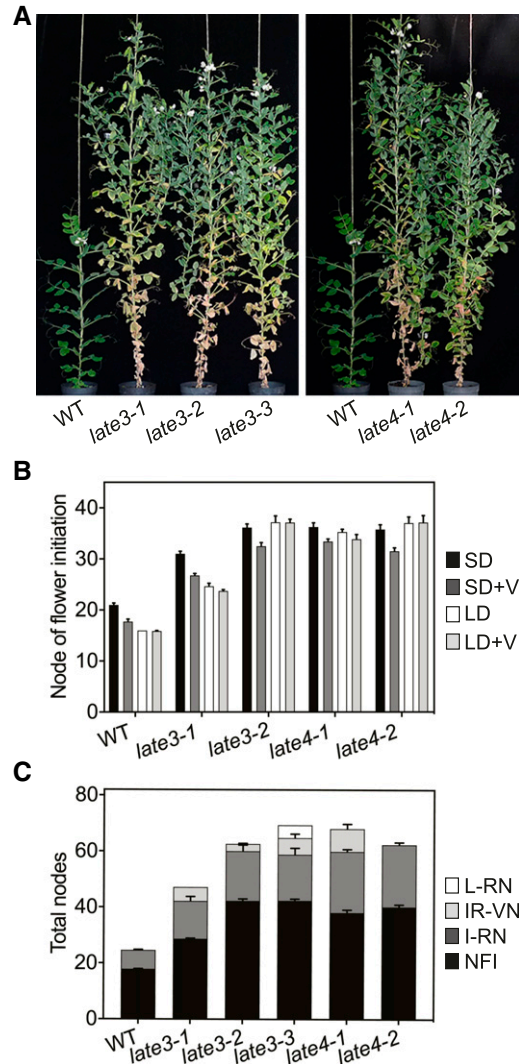 A
WT
late3-1
late3-2
late3-3
WT
late4-1
late4-2
B
Node of flower initiation
40
30
20
10
0
WT
late3-1
late3-2
late4-1
late4-2
SD
SD+V
LD
LD+V
C
Total nodes
80
60
40
20
0
WT
late3-1
late3-2
late3-3
late4-1
late4-2
L-RN
IR-VN
I-RN
NFI